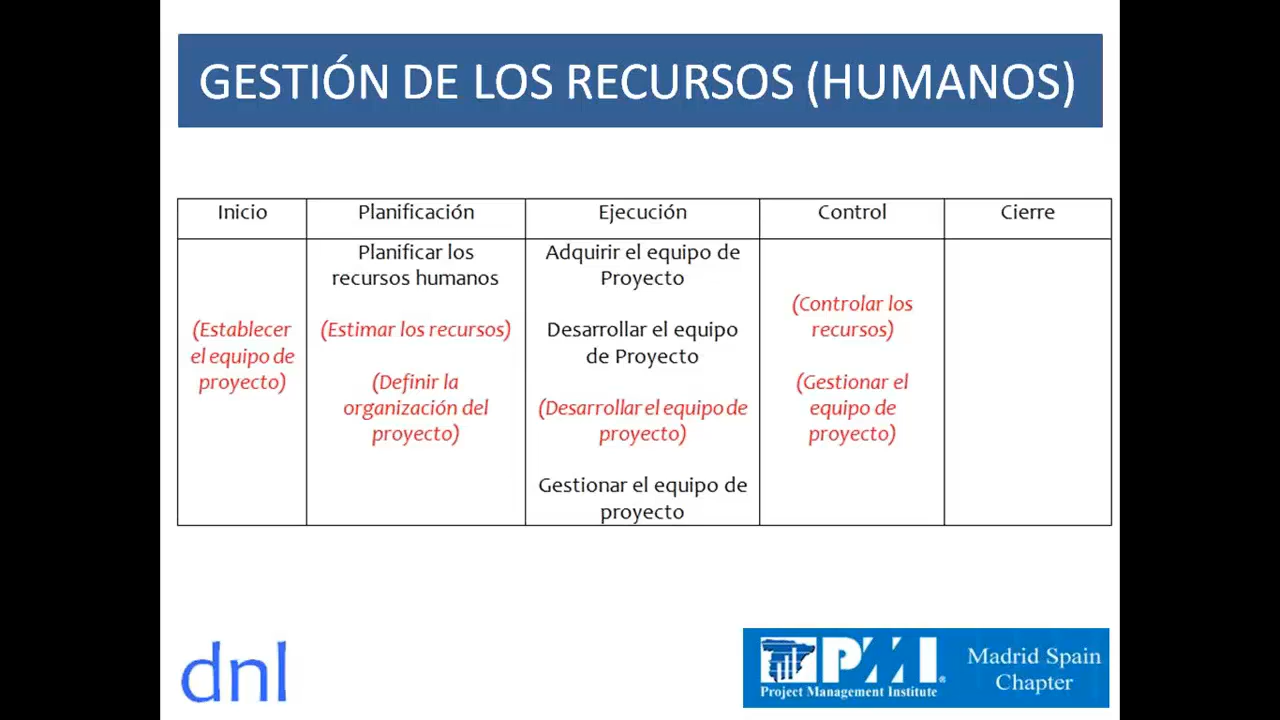 GESTIÓN DE LOS RECURSOS (HUMANOS)
Inicio
Planificación
Ejecución
Control
Cierre
(Establecer
el equipo de
proyecto)
Planificar los
recursos humanos
(Estimar los recursos)
(Definir la
organización del
proyecto)
Adquirir el equipo de
Proyecto
Desarrollar el equipo
de Proyecto
(Desarrollar el equipo de
proyecto)
Gestionar el equipo de
proyecto
(Controlar los
recursos)
(Gestionar el
equipo de
proyecto)
dnl
PMI
®
Project Management Institute
Madrid Spain
Chapter